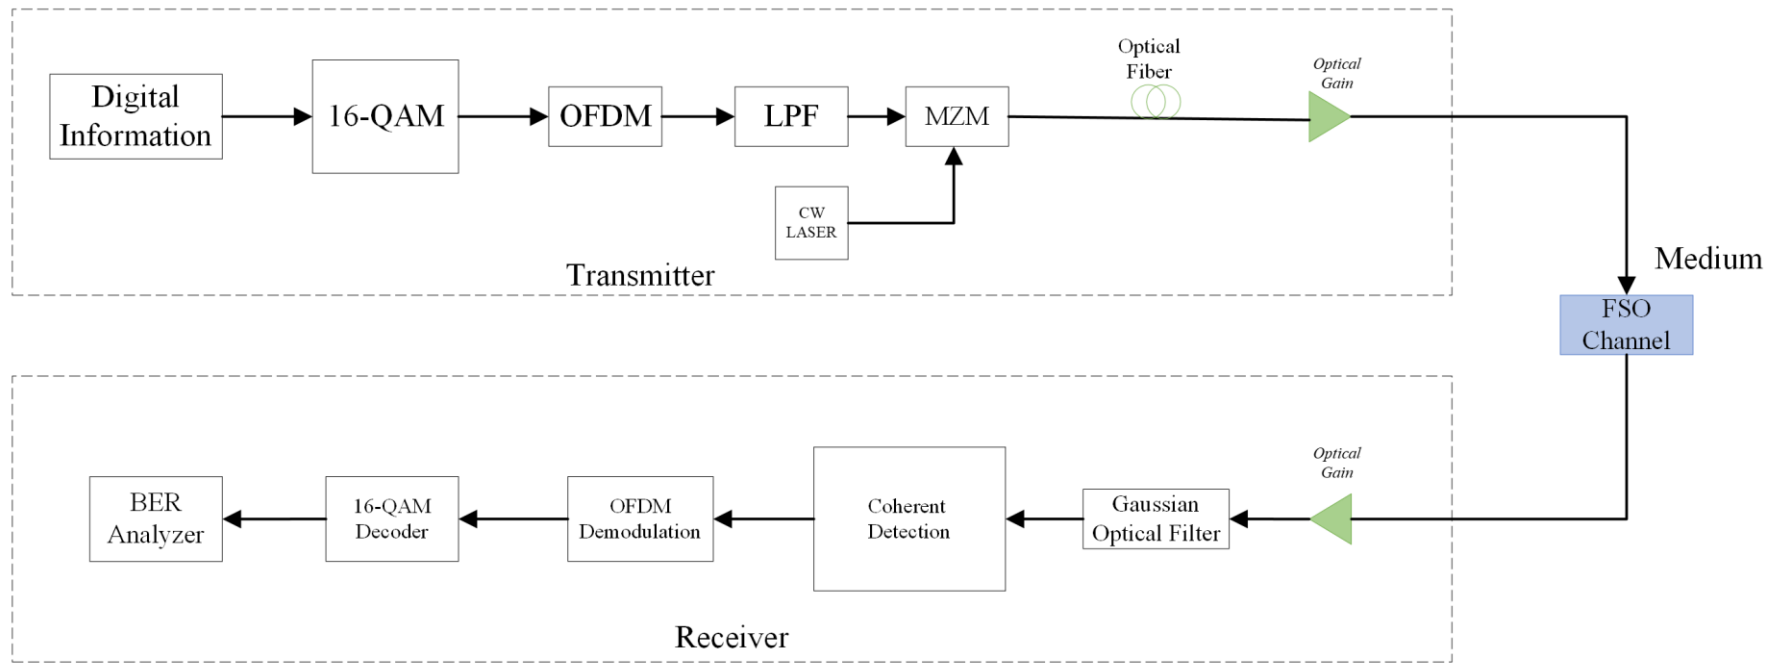 Digital
Information
16-QAM
OFDM
LPF
MZM
Optical
Fiber
Optical
Gain
CW
LASER
Transmitter
Medium
FSO
Channel
Optical
Gain
Gaussian
Optical Filter
Coherent
Detection
OFDM
Demodulation
16-QAM
Decoder
BER
Analyzer
Receiver